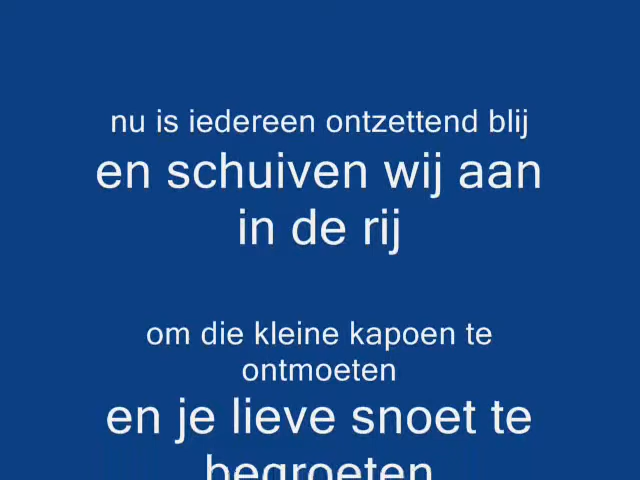 nu is iedereen ontzettend blij
en schuiven wij aan
in de rij
om die kleine kapoen te
ontmoeten
en je lieve snoet te
begroeten